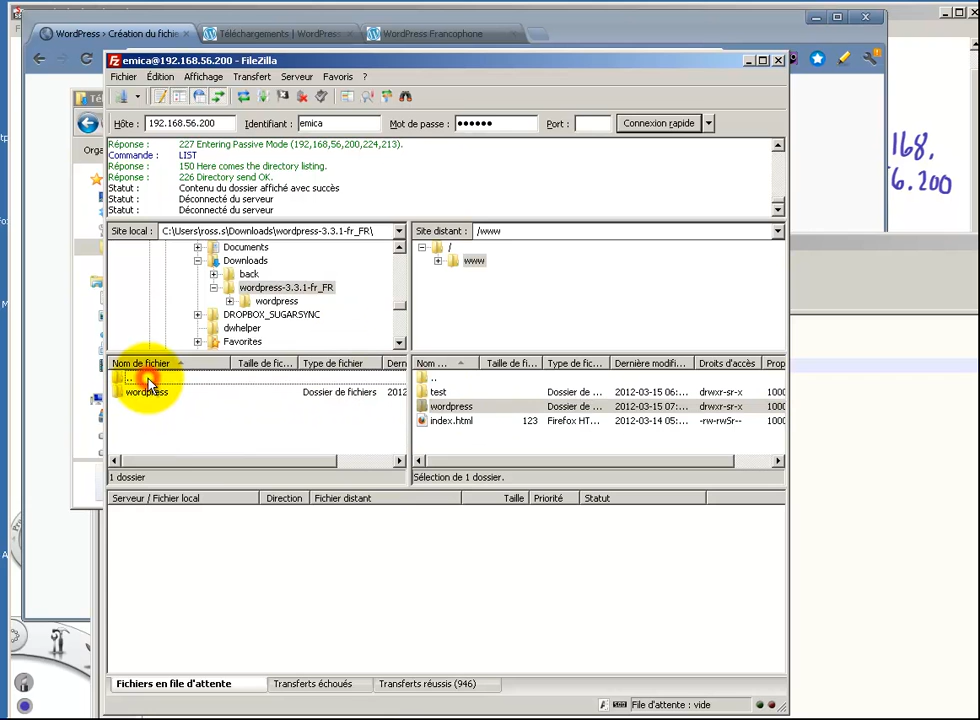 WordPress › Création du fichie
Téléchargements | WordPress
WordPress Francophone
emica@192.168.56.200 - FileZilla
Fichier Édition Affichage Transfert Serveur Favoris ?
Hôte : 192.168.56.200 Identifiant : emica Mot de passe : ●●●●●● Port : Connexion rapide
Orga
168.
6.200
Réponse : 227 Entering Passive Mode (192,168,56,200,224,213).
Commande : LIST
Réponse : 150 Here comes the directory listing.
Réponse : 226 Directory send OK.
Statut : Contenu du dossier affiché avec succès
Statut : Déconnecté du serveur
Statut : Déconnecté du serveur
Site local : C:\Users\ross.s\Downloads\wordpress-3.3.1-fr_FR\
Documents
Downloads
back
wordpress-3.3.1-fr_FR
wordpress
DROPBOX_SUGARSYNC
dwhelper
Favorites
Site distant : /www
/
www
Nom de fichier Taille de fic... Type de fichier Dern
..
wordpress Dossier de fichiers 2012
1 dossier
Nom ... Taille de fi... Type de fic... Dernière modifi... Droits d'accès Prop
..
test Dossier de ... 2012-03-15 06:... drwxr-sr-x 1000
wordpress Dossier de ... 2012-03-15 07:... drwxr-sr-x 1000
index.html 123 Firefox HT... 2012-03-14 05:... -rw-rw5r-- 1000
Sélection de 1 dossier.
Serveur / Fichier local Direction Fichier distant Taille Priorité Statut
Fichiers en file d'attente Transferts échoués Transferts réussis (946)
File d'attente : vide